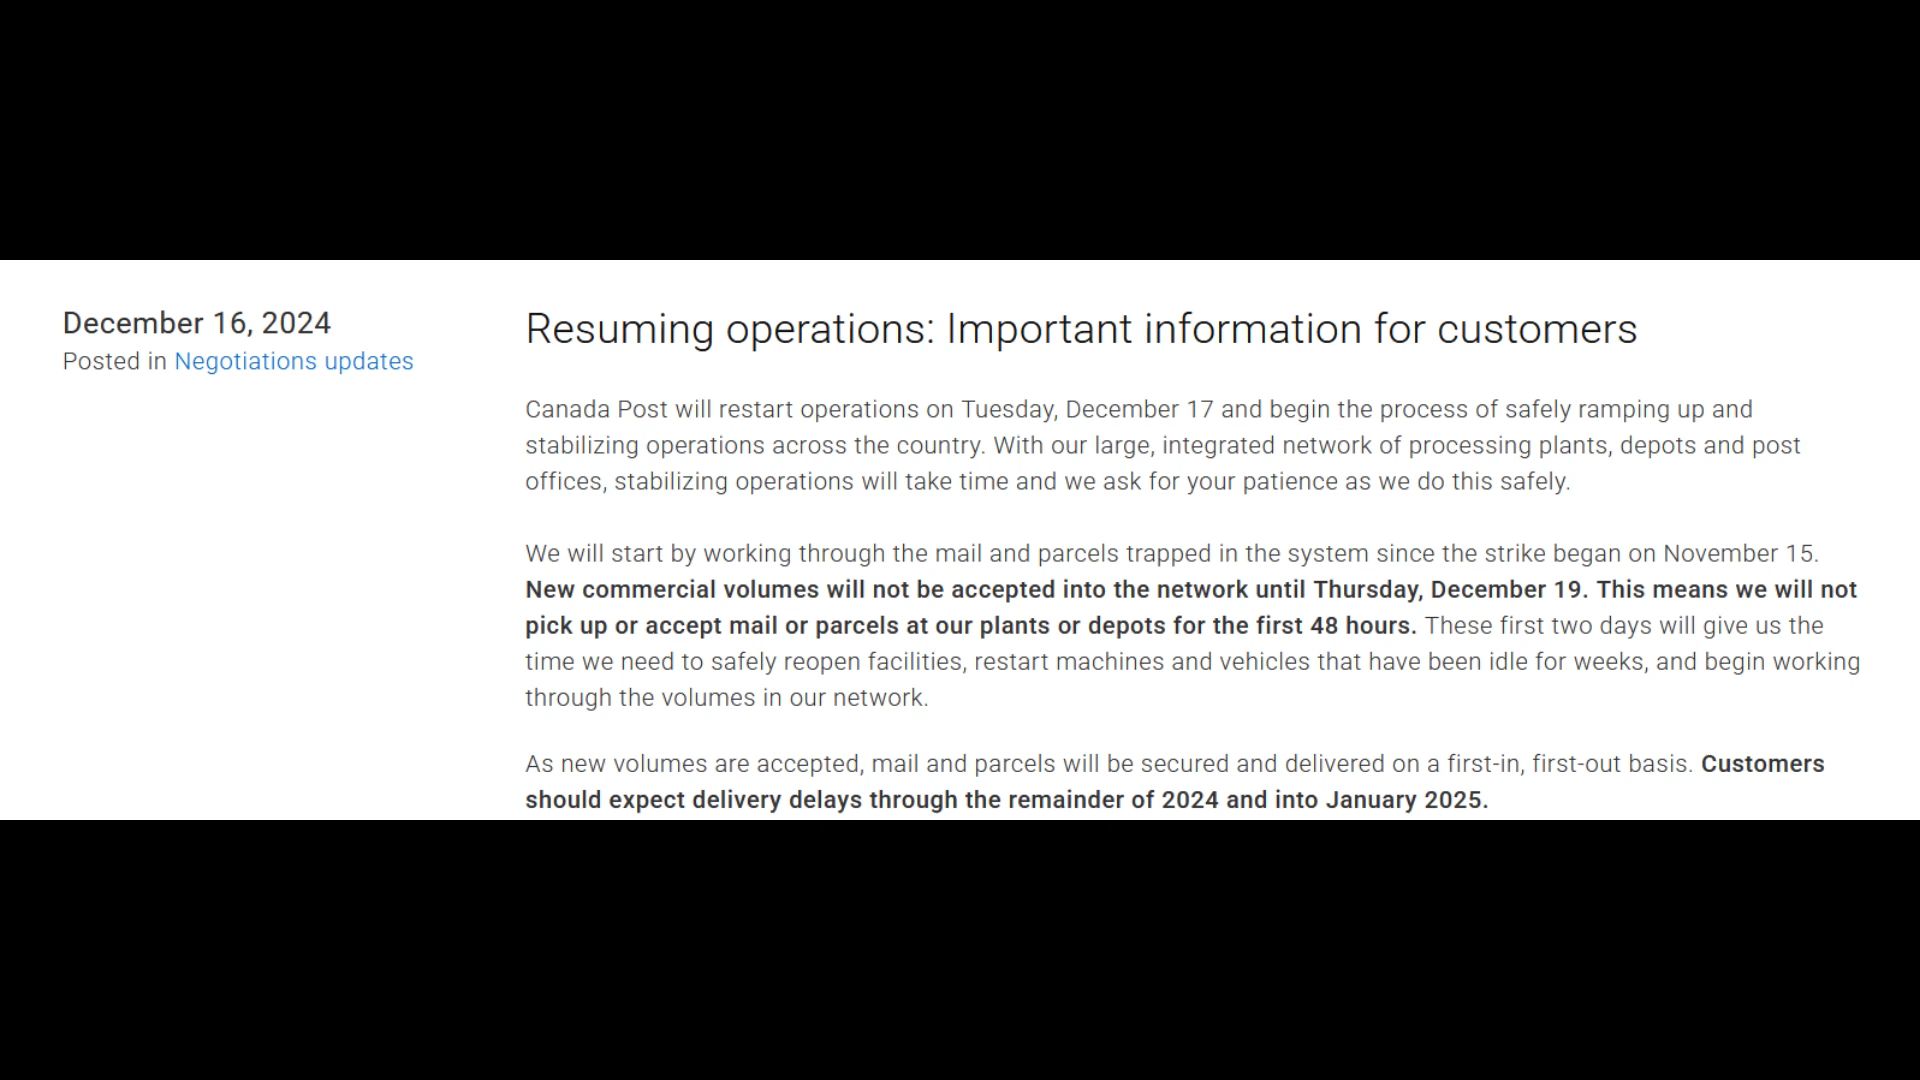 December 16, 2024
Posted in Negotiations updates
Resuming operations: Important information for customers
Canada Post will restart operations on Tuesday, December 17 and begin the process of safely ramping up and
stabilizing operations across the country. With our large, integrated network of processing plants, depots and post
offices, stabilizing operations will take time and we ask for your patience as we do this safely.
We will start by working through the mail and parcels trapped in the system since the strike began on November 15.
New commercial volumes will not be accepted into the network until Thursday, December 19. This means we will not
pick up or accept mail or parcels at our plants or depots for the first 48 hours. These first two days will give us the
time we need to safely reopen facilities, restart machines and vehicles that have been idle for weeks, and begin working
through the volumes in our network.
As new volumes are accepted, mail and parcels will be secured and delivered on a first-in, first-out basis. Customers
should expect delivery delays through the remainder of 2024 and into January 2025.